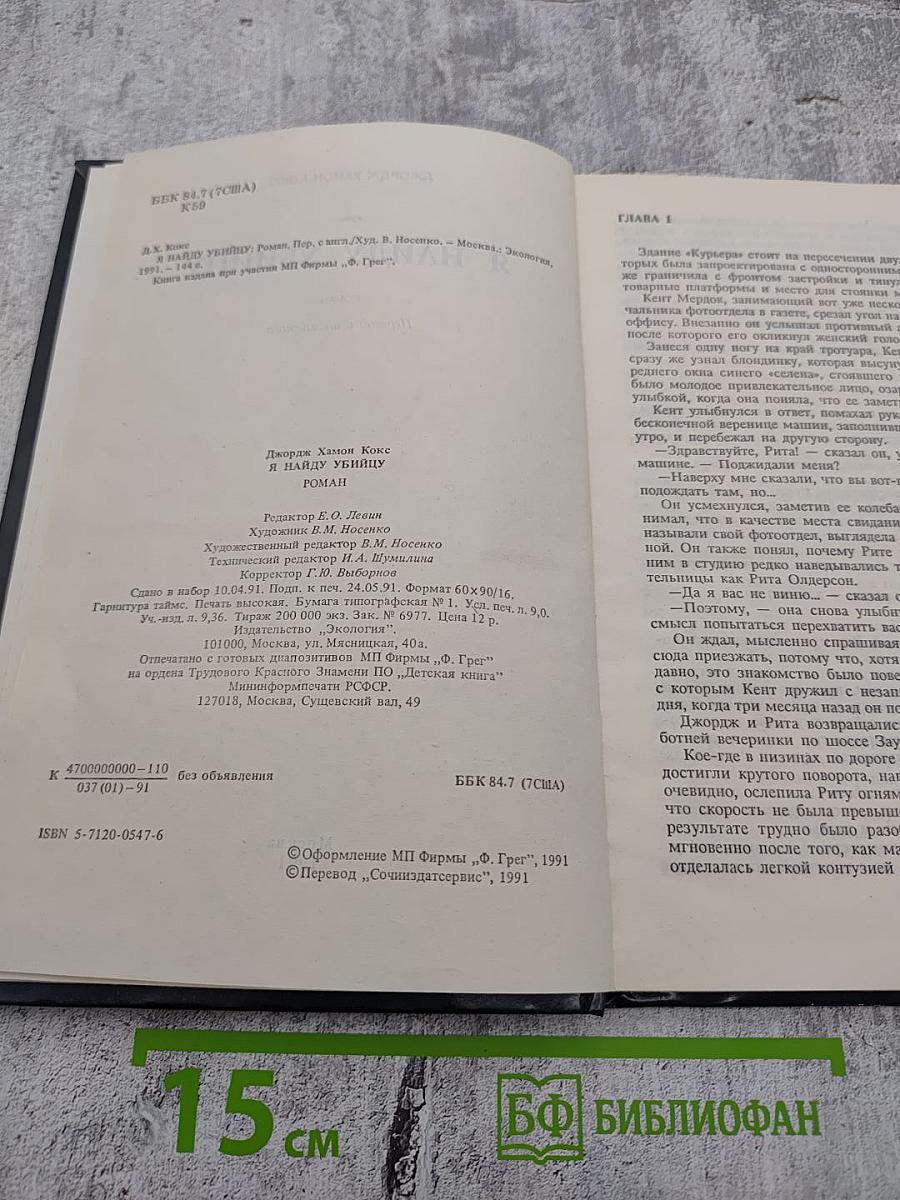 ББК 84.7(7США)
К59
Д.Х. Кокс
Я НАЙДУ УБИЙЦУ: Роман. Пер. с англ./Худ. В. Носенко. — Москва.: Экология,
1991. — 144 с.
Книга издана при участии МП Фирмы „Ф. Грег".
Джордж Хамон Кокс
Я НАЙДУ УБИЙЦУ
РОМАН
Редактор Е.О. Левин
Художник В.М. Носенко
Художественный редактор В.М. Носенко
Технический редактор И.А. Шумилина
Корректор Г.Ю. Выборнов
Сдано в набор 10.04.91. Подп. к печ. 24.05.91. Формат 60×90/16.
Гарнитура таймс. Печать высокая. Бумага типографская № 1. Усл. печ. л. 9,0.
Уч.-изд. л. 9,36. Тираж 200 000 экз. Зак. № 6977. Цена 12 р.
Издательство „Экология".
101000, Москва, ул. Мясницкая, 40а.
Отпечатано с готовых диапозитивов МП Фирмы „Ф. Грег"
на ордена Трудового Красного Знамени ПО „Детская книга"
Мининформпечати РСФСР.
127018, Москва, Сущевский вал, 49
К 4700000000—110 без объявления
037 (01)—91
ББК 84.7 (7США)
ISBN 5-7120-0547-6
©Оформление МП Фирмы „Ф. Грег", 1991
©Перевод „Сочииздатсервис", 1991
ГЛАВА 1
Здание «Курьера» стоит на пересечении дву
торых была запроектирована с односторонним
же граничила с фронтом застройки и тяну
товарные платформы и место для стоянки м
Кент Мердок, занимающий вот уже неско
чальника фотоотдела в газете, срезал угол на
оффису. Внезапно он услышал противный
после которого его окликнул женский голо
Занеся одну ногу на край тротуара, Кен
сразу же узнал блондинку, которая высуну
реднего окна синего «селена», стоявшего
было молодое привлекательное лицо, оза
улыбкой, когда она поняла, что ее замет
Кент улыбнулся в ответ, помахал рук
бесконечной веренице машин, заполнив
утро, и перебежал на другую сторону.
—Здравствуйте, Рита! — сказал он, у
машине. — Поджидали меня?
—Наверху мне сказали, что вы вот-
подождать там, но...
Он усмехнулся, заметив ее колеба
нимал, что в качестве места свидани
называли свой фотоотдел, выглядела
ной. Он также понял, почему Рите
ним в студию редко наведывались т
тельницы как Рита Олдерсон.
—Да я вас не виню... — сказал о
—Поэтому, — она снова улыбну
смысл попытаться перехватить вас
Он ждал, мысленно спрашивая
сюда приезжать, потому что, хотя
давно, это знакомство было пове
с которым Кент дружил с незап
дня, когда три месяца назад он по
Джордж и Рита возвращалис
ботней вечеринки по шоссе Зау
Кое-где в низинах по дороге
достигли крутого поворота, нав
очевидно, ослепила Риту огням
что скорость не была превыше
результате трудно было разо
мгновенно после того, как ма
отделалась легкой контузией
15 см
БФ БИБЛИОФАН